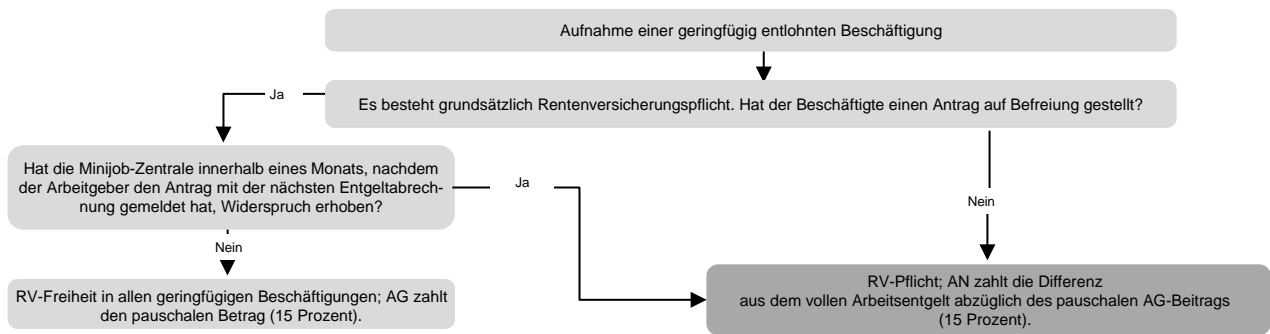 Aufnahme einer geringfügig entlohnten Beschäftigung
Ja
Es besteht grundsätzlich Rentenversicherungspflicht. Hat der Beschäftigte einen Antrag auf Befreiung gestellt?
Hat die Minijob-Zentrale innerhalb eines Monats, nachdem
der Arbeitgeber den Antrag mit der nächsten Entgeltabrech-
nung gemeldet hat, Widerspruch erhoben?
Ja
Nein
Nein
RV-Freiheit in allen geringfügigen Beschäftigungen; AG zahlt
den pauschalen Betrag (15 Prozent).
RV-Pflicht; AN zahlt die Differenz
aus dem vollen Arbeitsentgelt abzüglich des pauschalen AG-Beitrags
(15 Prozent).